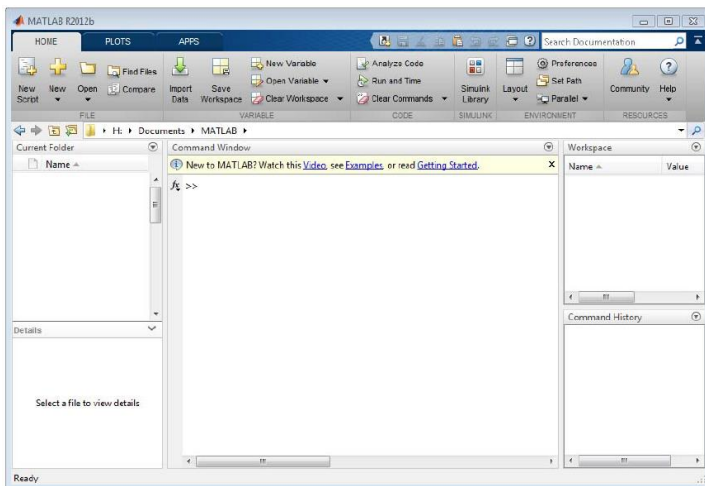 MATLAB R2012b
HOME PLOTS APPS Search Documentation
New Script New Open Find Files Compare Import Data Save Workspace New Variable Open Variable Clear Workspace Analyze Code Run and Time Clear Commands Simulink Library Layout Preferences Set Path Parallel Community Help
FILE VARIABLE CODE SIMULINK ENVIRONMENT RESOURCES
H: Documents MATLAB
Current Folder Command Window Workspace
Name New to MATLAB? Watch this Video, see Examples, or read Getting Started. x Name Value
fx >>
Command History
Details
Select a file to view details
Ready